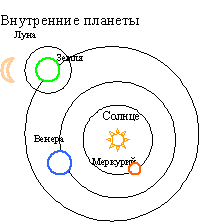 Внутренние планеты
Луна
Земля
Солнце
Венера
Меркурий